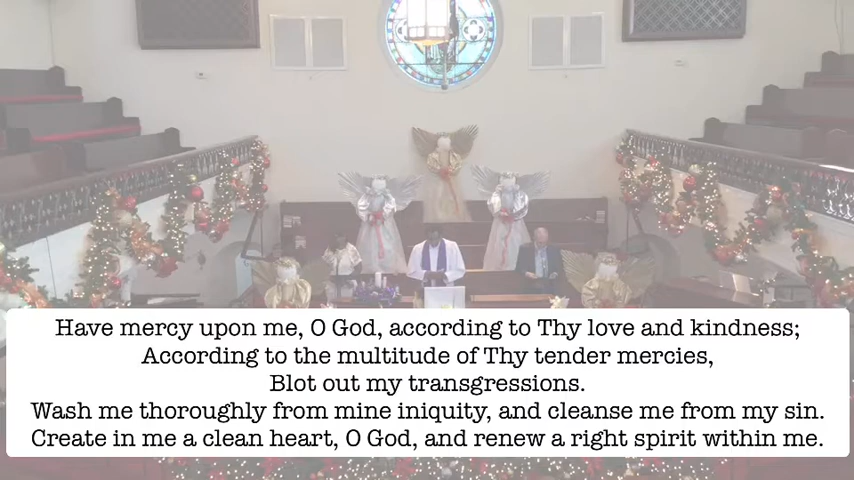 Have mercy upon me, O God, according to Thy love and kindness;
According to the multitude of Thy tender mercies,
Blot out my transgressions.
Wash me thoroughly from mine iniquity, and cleanse me from my sin.
Create in me a clean heart, O God, and renew a right spirit within me.